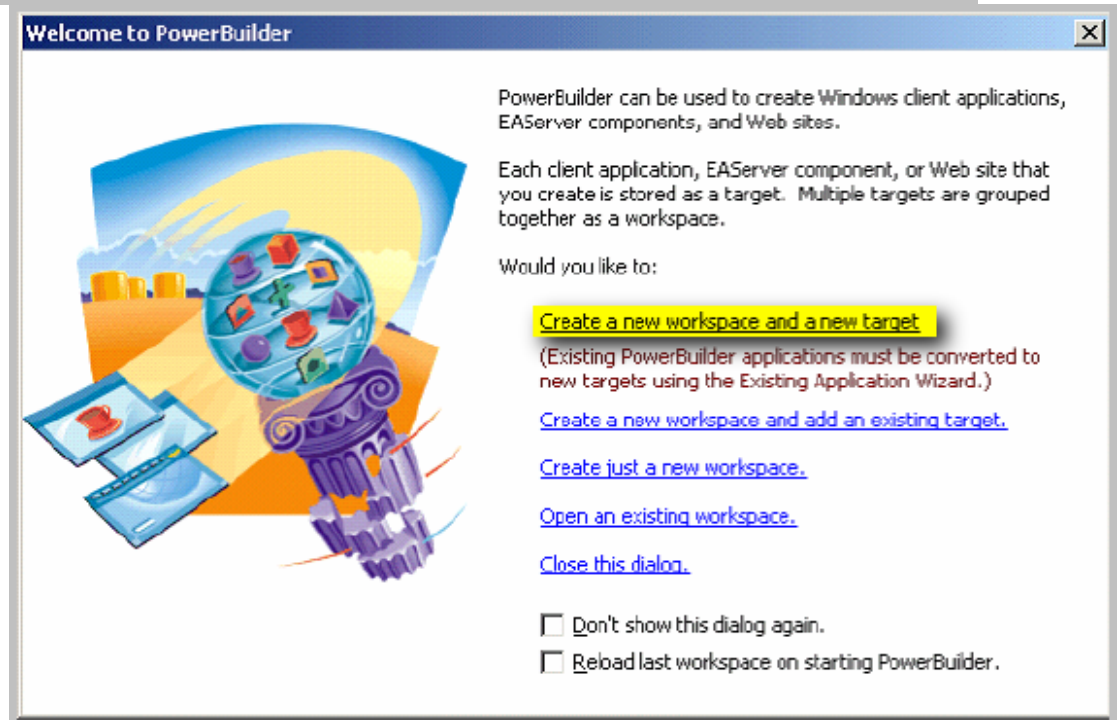 Welcome to PowerBuilder
PowerBuilder can be used to create Windows client applications,
EAServer components, and Web sites.
Each client application, EAServer component, or Web site that
you create is stored as a target. Multiple targets are grouped
together as a workspace.
Would you like to:
Create a new workspace and a new target
(Existing PowerBuilder applications must be converted to
new targets using the Existing Application Wizard.)
Create a new workspace and add an existing target.
Create just a new workspace.
Open an existing workspace.
Close this dialog.
Don't show this dialog again.
Reload last workspace on starting PowerBuilder.